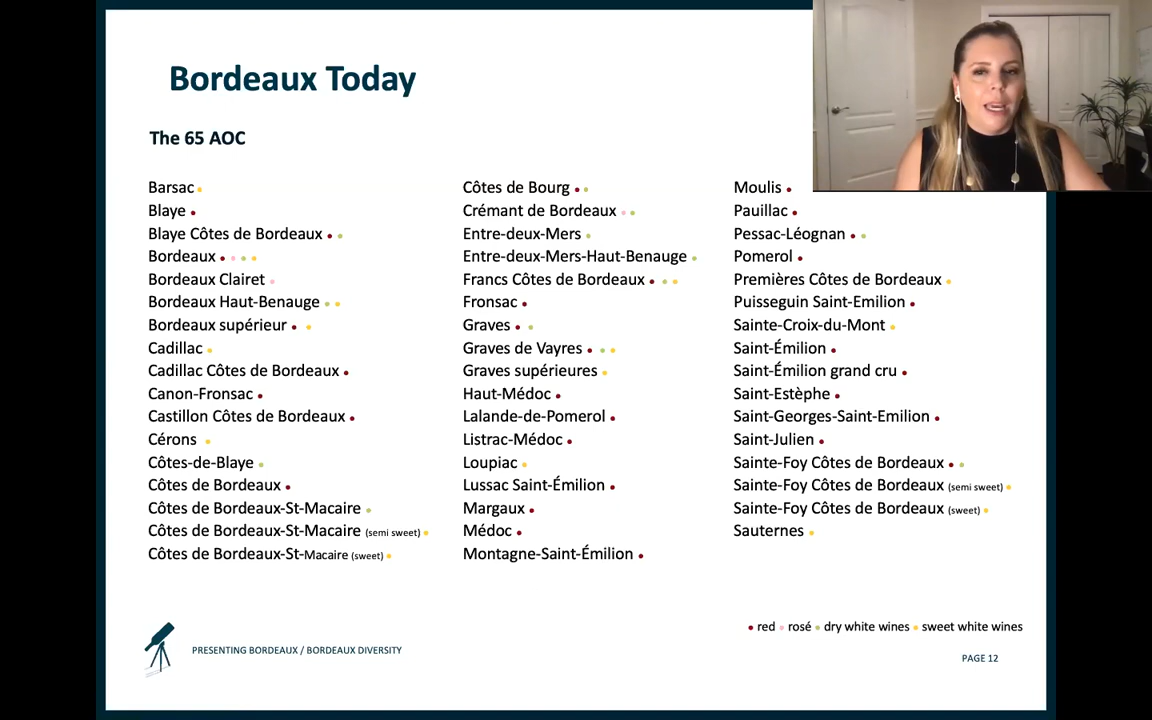 Bordeaux Today
The 65 AOC
Barsac
Blaye
Blaye Côtes de Bordeaux
Bordeaux
Bordeaux Clairet
Bordeaux Haut-Benauge
Bordeaux supérieur
Cadillac
Cadillac Côtes de Bordeaux
Canon-Fronsac
Castillon Côtes de Bordeaux
Cérons
Côtes-de-Blaye
Côtes de Bordeaux
Côtes de Bordeaux-St-Macaire
Côtes de Bordeaux-St-Macaire (semi sweet)
Côtes de Bordeaux-St-Macaire (sweet)
Côtes de Bourg
Crémant de Bordeaux
Entre-deux-Mers
Entre-deux-Mers-Haut-Benauge
Francs Côtes de Bordeaux
Fronsac
Graves
Graves de Vayres
Graves supérieures
Haut-Médoc
Lalande-de-Pomerol
Listrac-Médoc
Loupiac
Lussac Saint-Émilion
Margaux
Médoc
Montagne-Saint-Émilion
Moulis
Pauillac
Pessac-Léognan
Pomerol
Premières Côtes de Bordeaux
Puisseguin Saint-Emilion
Sainte-Croix-du-Mont
Saint-Émilion
Saint-Émilion grand cru
Saint-Estèphe
Saint-Georges-Saint-Emilion
Saint-Julien
Sainte-Foy Côtes de Bordeaux
Sainte-Foy Côtes de Bordeaux (semi sweet)
Sainte-Foy Côtes de Bordeaux (sweet)
Sauternes
red rosé dry white wines sweet white wines
PRESENTING BORDEAUX / BORDEAUX DIVERSITY
PAGE 12